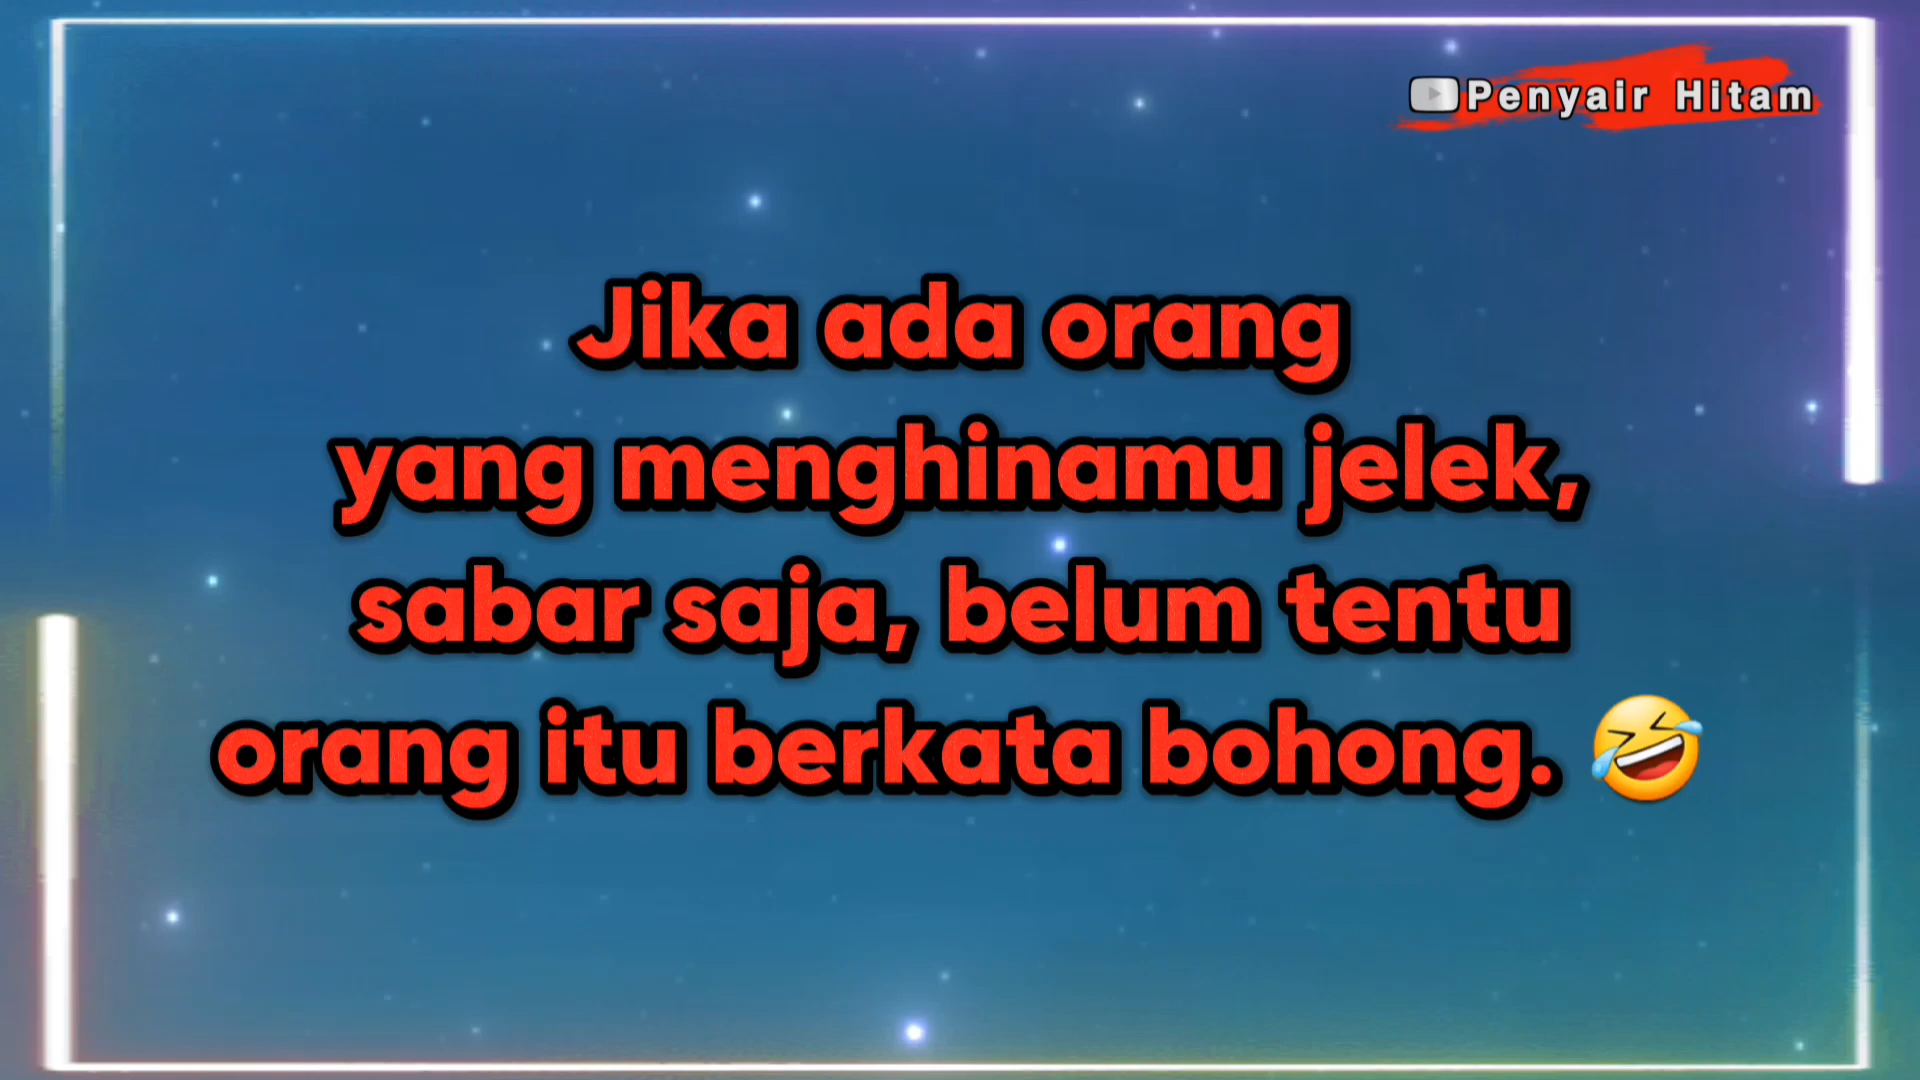 Penyair Hitam
Jika ada orang
yang menghinamu jelek,
sabar saja, belum tentu
orang itu berkata bohong. 🤣